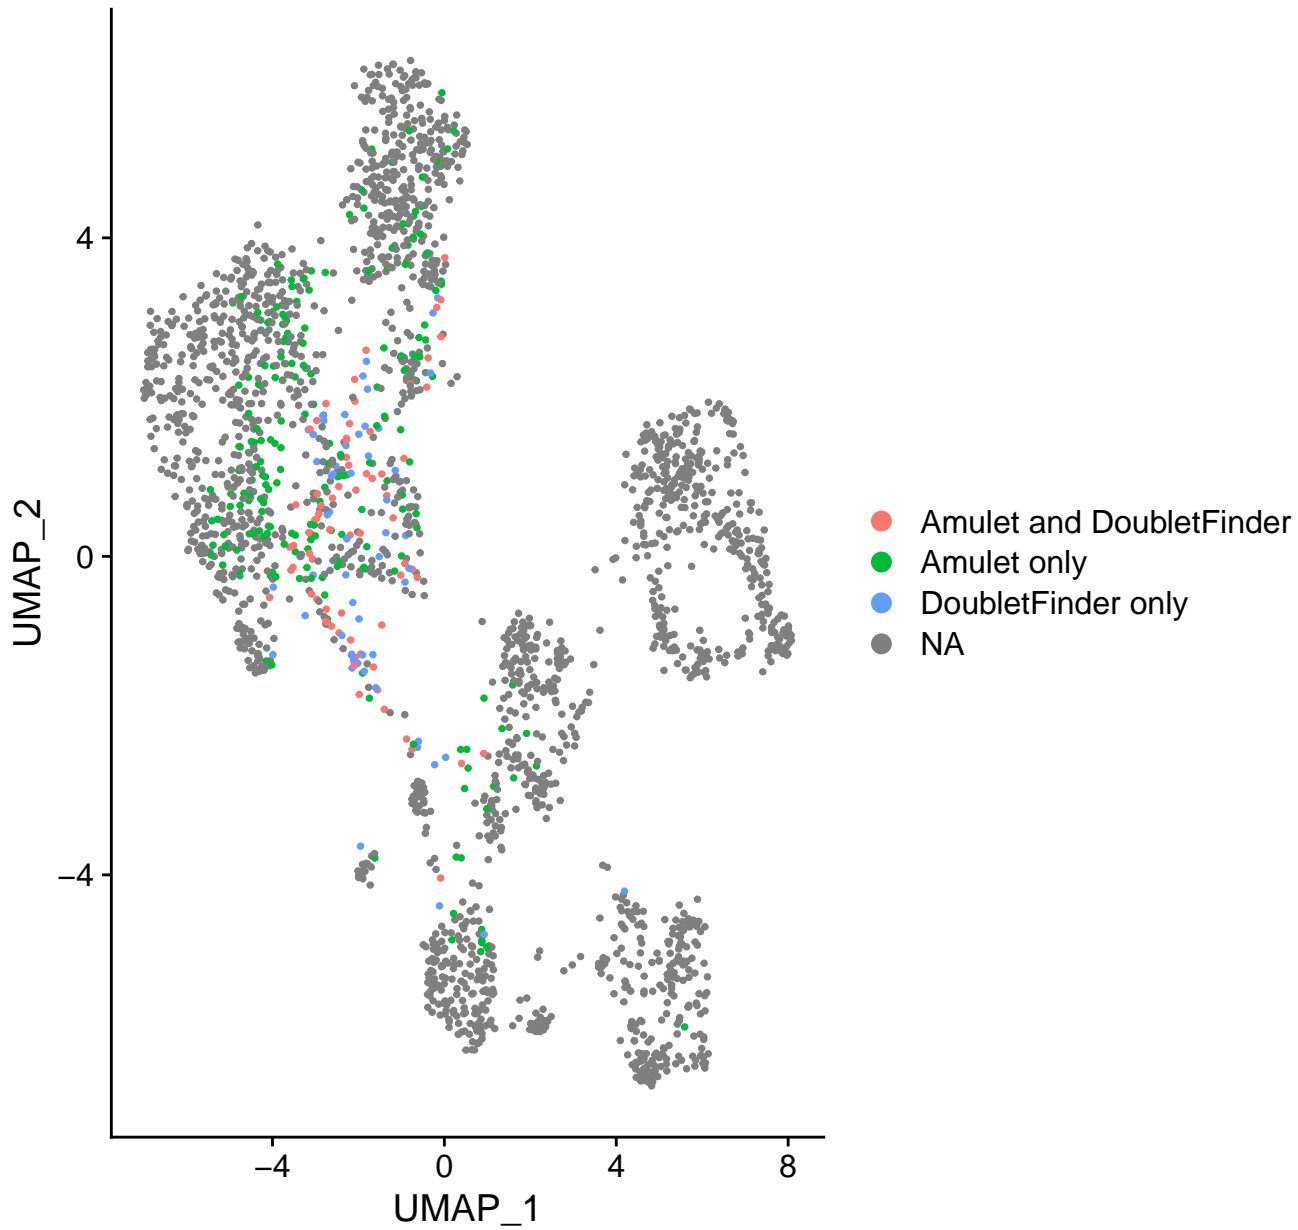 4
0
−4
−4
0
4
8
UMAP_1
UMAP_2
Amulet and DoubletFinder
Amulet only
DoubletFinder only
NA